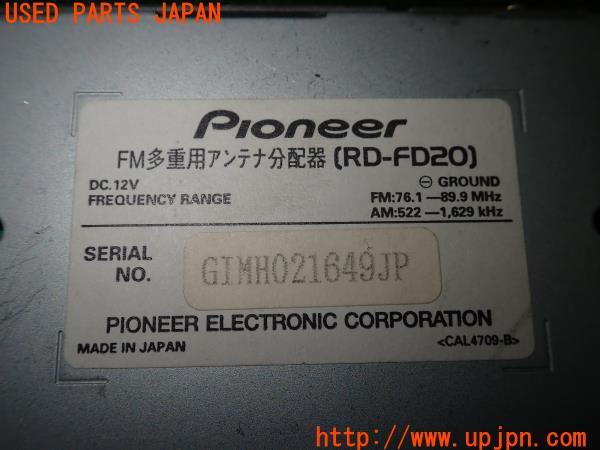 USED PARTS JAPAN
Pioneer
FM多重用アンテナ分配器 (RD-FD20)
DC.12V ⊖ GROUND
FREQUENCY RANGE FM:76.1—89.9 MHz
AM:522—1,629 kHz
SERIAL NO. GIMH021649JP
PIONEER ELECTRONIC CORPORATION
MADE IN JAPAN <CAL4709-B>
(C)UPJ
http://www.upjpn.com/